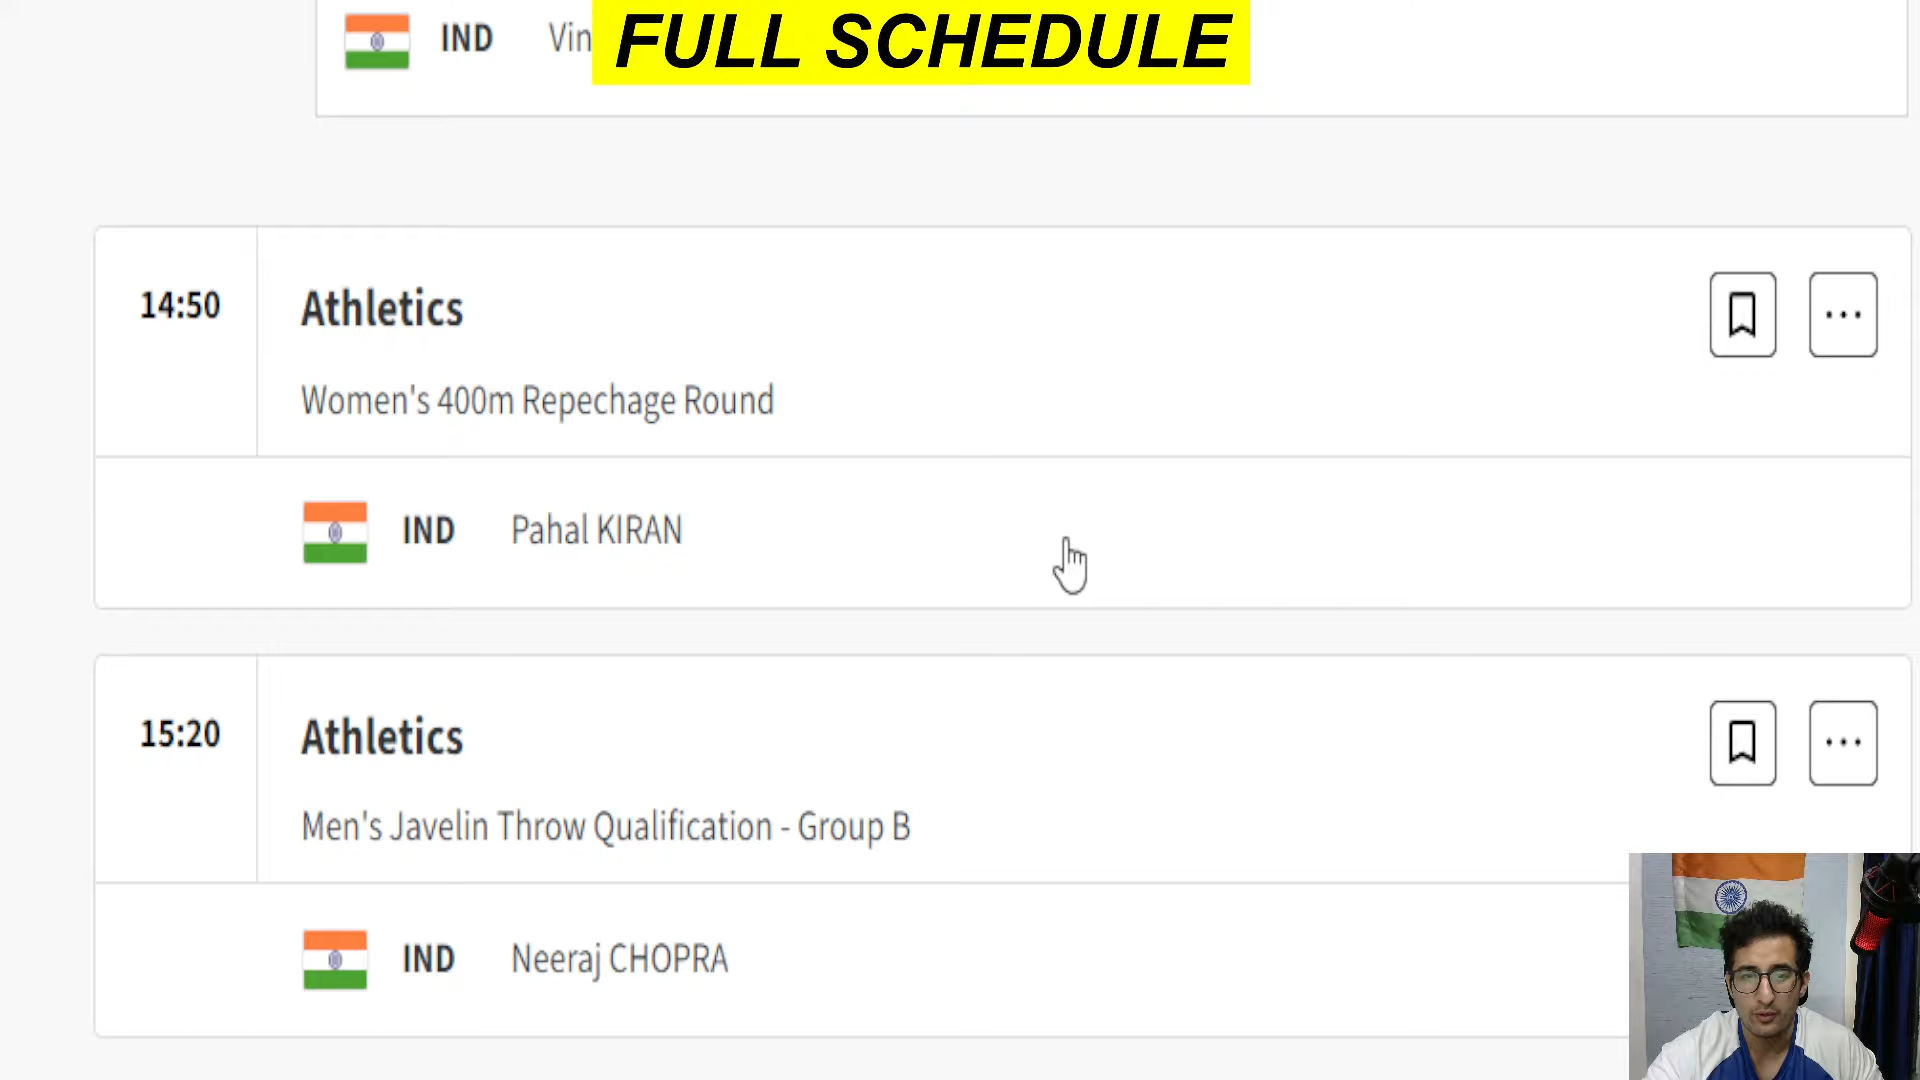 IND Vin
FULL SCHEDULE
14:50 Athletics
Women's 400m Repechage Round
IND Pahal KIRAN
15:20 Athletics
Men's Javelin Throw Qualification - Group B
IND Neeraj CHOPRA